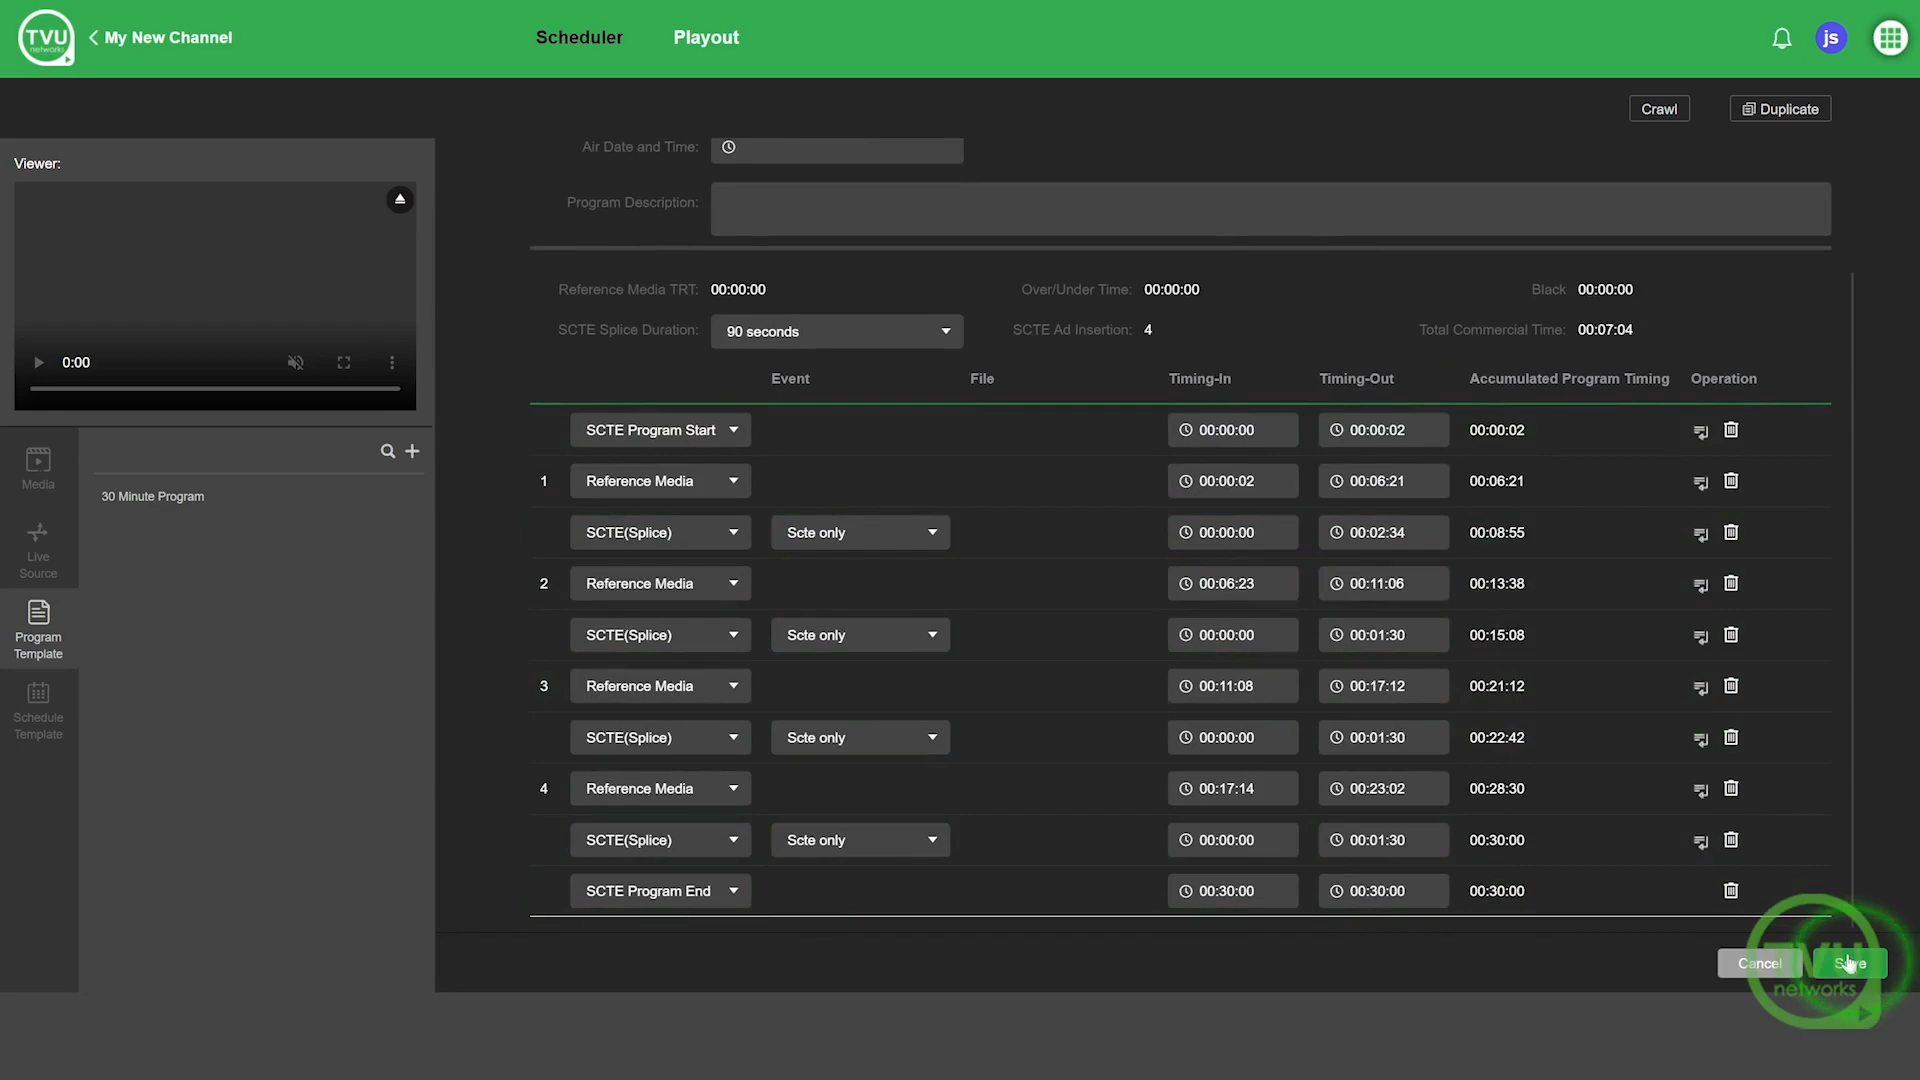 TVU
networks
My New Channel
Scheduler
Playout
js
Crawl
Duplicate
Viewer:
0:00
Air Date and Time:
Program Description:
Reference Media TRT: 00:00:00
Over/Under Time: 00:00:00
Black 00:00:00
SCTE Splice Duration: 90 seconds
SCTE Ad Insertion: 4
Total Commercial Time: 00:07:04
Event File Timing-In Timing-Out Accumulated Program Timing Operation
SCTE Program Start 00:00:00 00:00:02 00:00:02
1 Reference Media 00:00:02 00:06:21 00:06:21
SCTE(Splice) Scte only 00:00:00 00:02:34 00:08:55
2 Reference Media 00:06:23 00:11:06 00:13:38
SCTE(Splice) Scte only 00:00:00 00:01:30 00:15:08
3 Reference Media 00:11:08 00:17:12 00:21:12
SCTE(Splice) Scte only 00:00:00 00:01:30 00:22:42
4 Reference Media 00:17:14 00:23:02 00:28:30
SCTE(Splice) Scte only 00:00:00 00:01:30 00:30:00
SCTE Program End 00:30:00 00:30:00 00:30:00
Media
Live
Source
Program
Template
Schedule
Template
30 Minute Program
Cancel
Save
TVU
networks